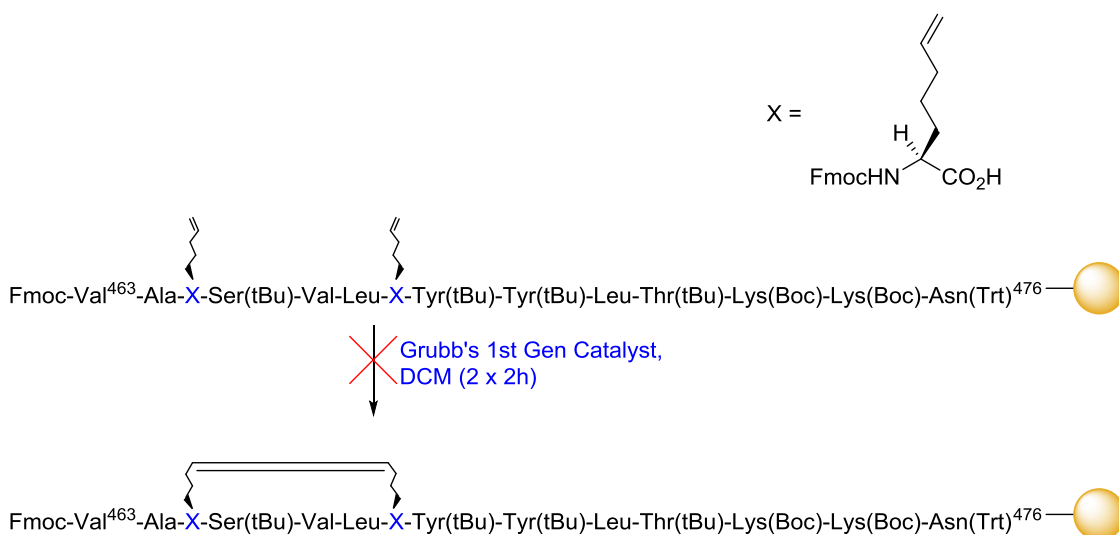 X =
H
FmocHN
CO₂H
Fmoc-Val⁴⁶³-Ala-X-Ser(tBu)-Val-Leu-X-Tyr(tBu)-Tyr(tBu)-Leu-Thr(tBu)-Lys(Boc)-Lys(Boc)-Asn(Trt)⁴⁷⁶
Grubb's 1st Gen Catalyst,
DCM (2 x 2h)
Fmoc-Val⁴⁶³-Ala-X-Ser(tBu)-Val-Leu-X-Tyr(tBu)-Tyr(tBu)-Leu-Thr(tBu)-Lys(Boc)-Lys(Boc)-Asn(Trt)⁴⁷⁶